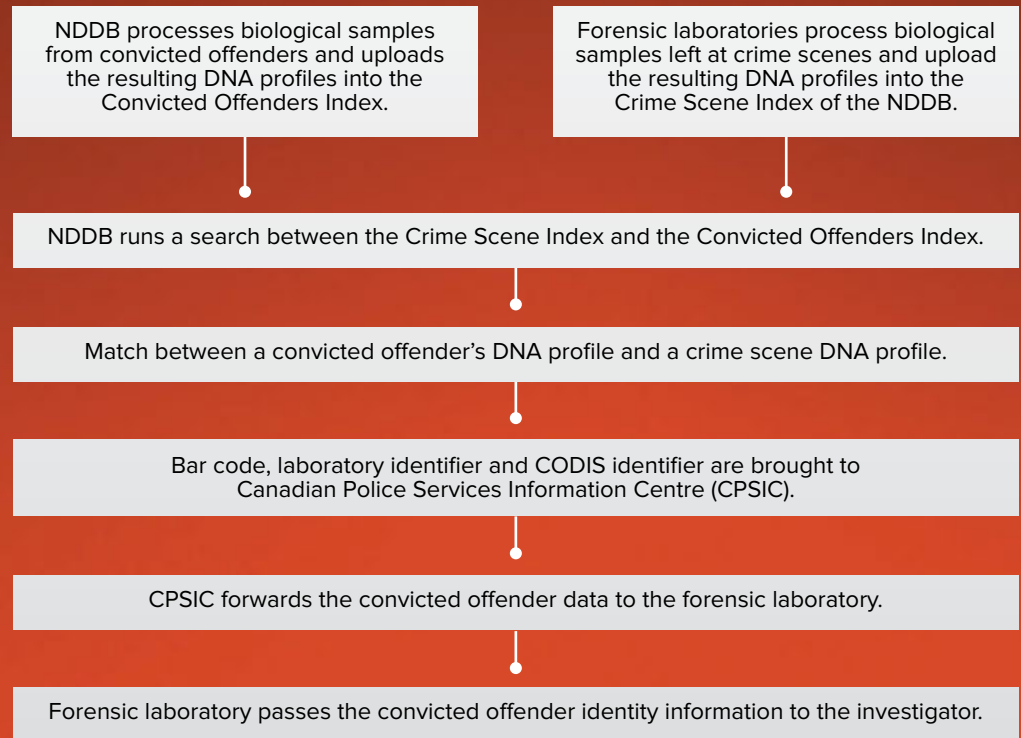 NDDB processes biological samples
from convicted offenders and uploads
the resulting DNA profiles into the
Convicted Offenders Index.
Forensic laboratories process biological
samples left at crime scenes and upload
the resulting DNA profiles into the
Crime Scene Index of the NDDB.
NDDB runs a search between the Crime Scene Index and the Convicted Offenders Index.
Match between a convicted offender’s DNA profile and a crime scene DNA profile.
Bar code, laboratory identifier and CODIS identifier are brought to
Canadian Police Services Information Centre (CPSIC).
CPSIC forwards the convicted offender data to the forensic laboratory.
Forensic laboratory passes the convicted offender identity information to the investigator.